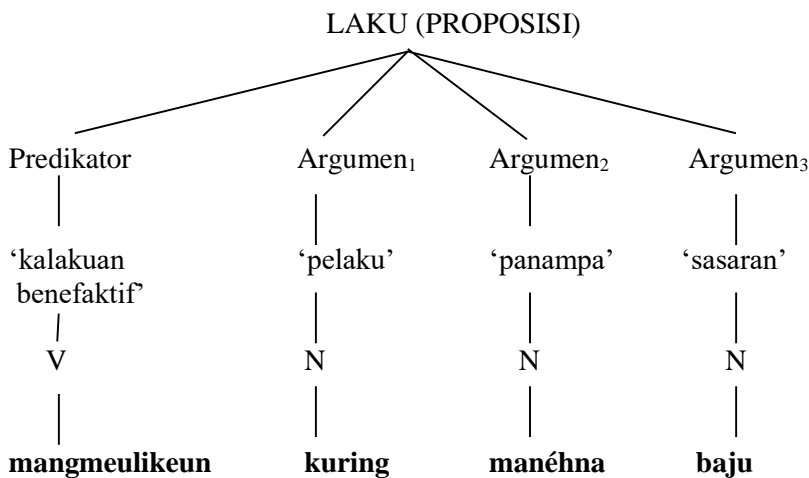 LAKU (PROPOSISI)
Predikator Argumen₁ Argumen₂ Argumen₃
‘kalakuan ‘pelaku’ ‘panampa’ ‘sasaran’
benefaktif’
V N N N
mangmeulikeun kuring manéhna baju